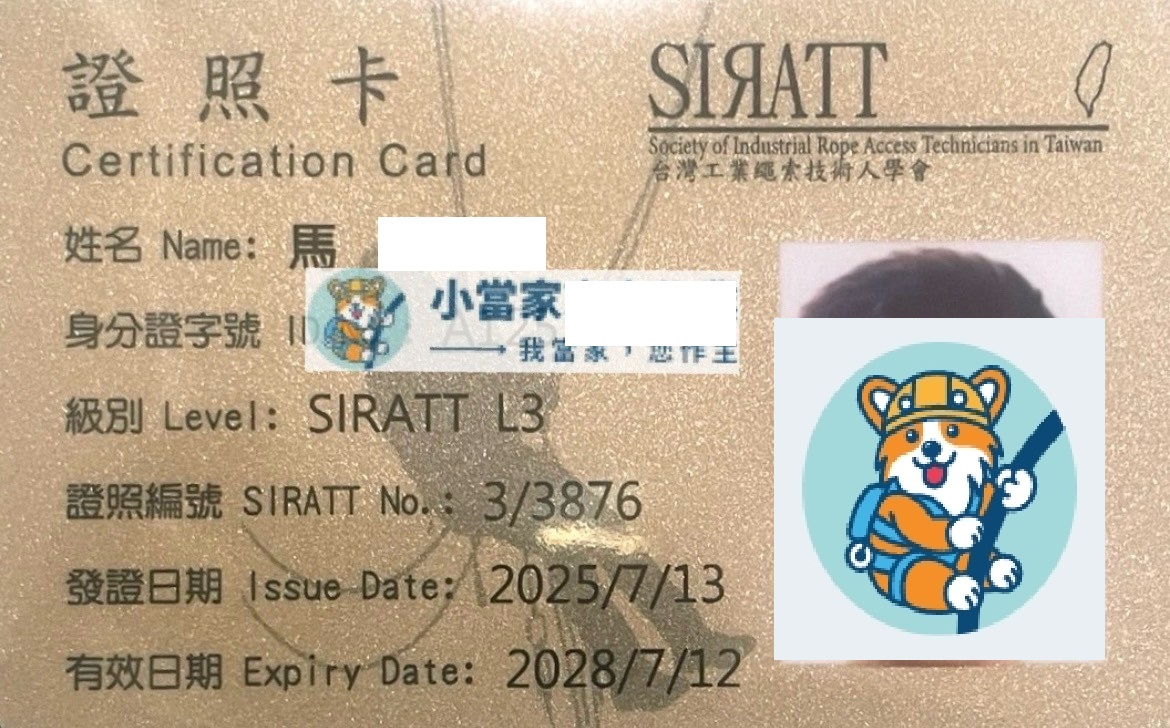 證照卡
Certification Card
SIRATT
Society of Industrial Rope Access Technicians in Taiwan
台灣工業繩索技術人學會
姓名 Name: 馬
小當家
身分證字號 ID
我當家，您作主
級別 Level: SIRATT L3
證照編號 SIRATT No.: 3/3876
發證日期 Issue Date: 2025/7/13
有效日期 Expiry Date: 2028/7/12